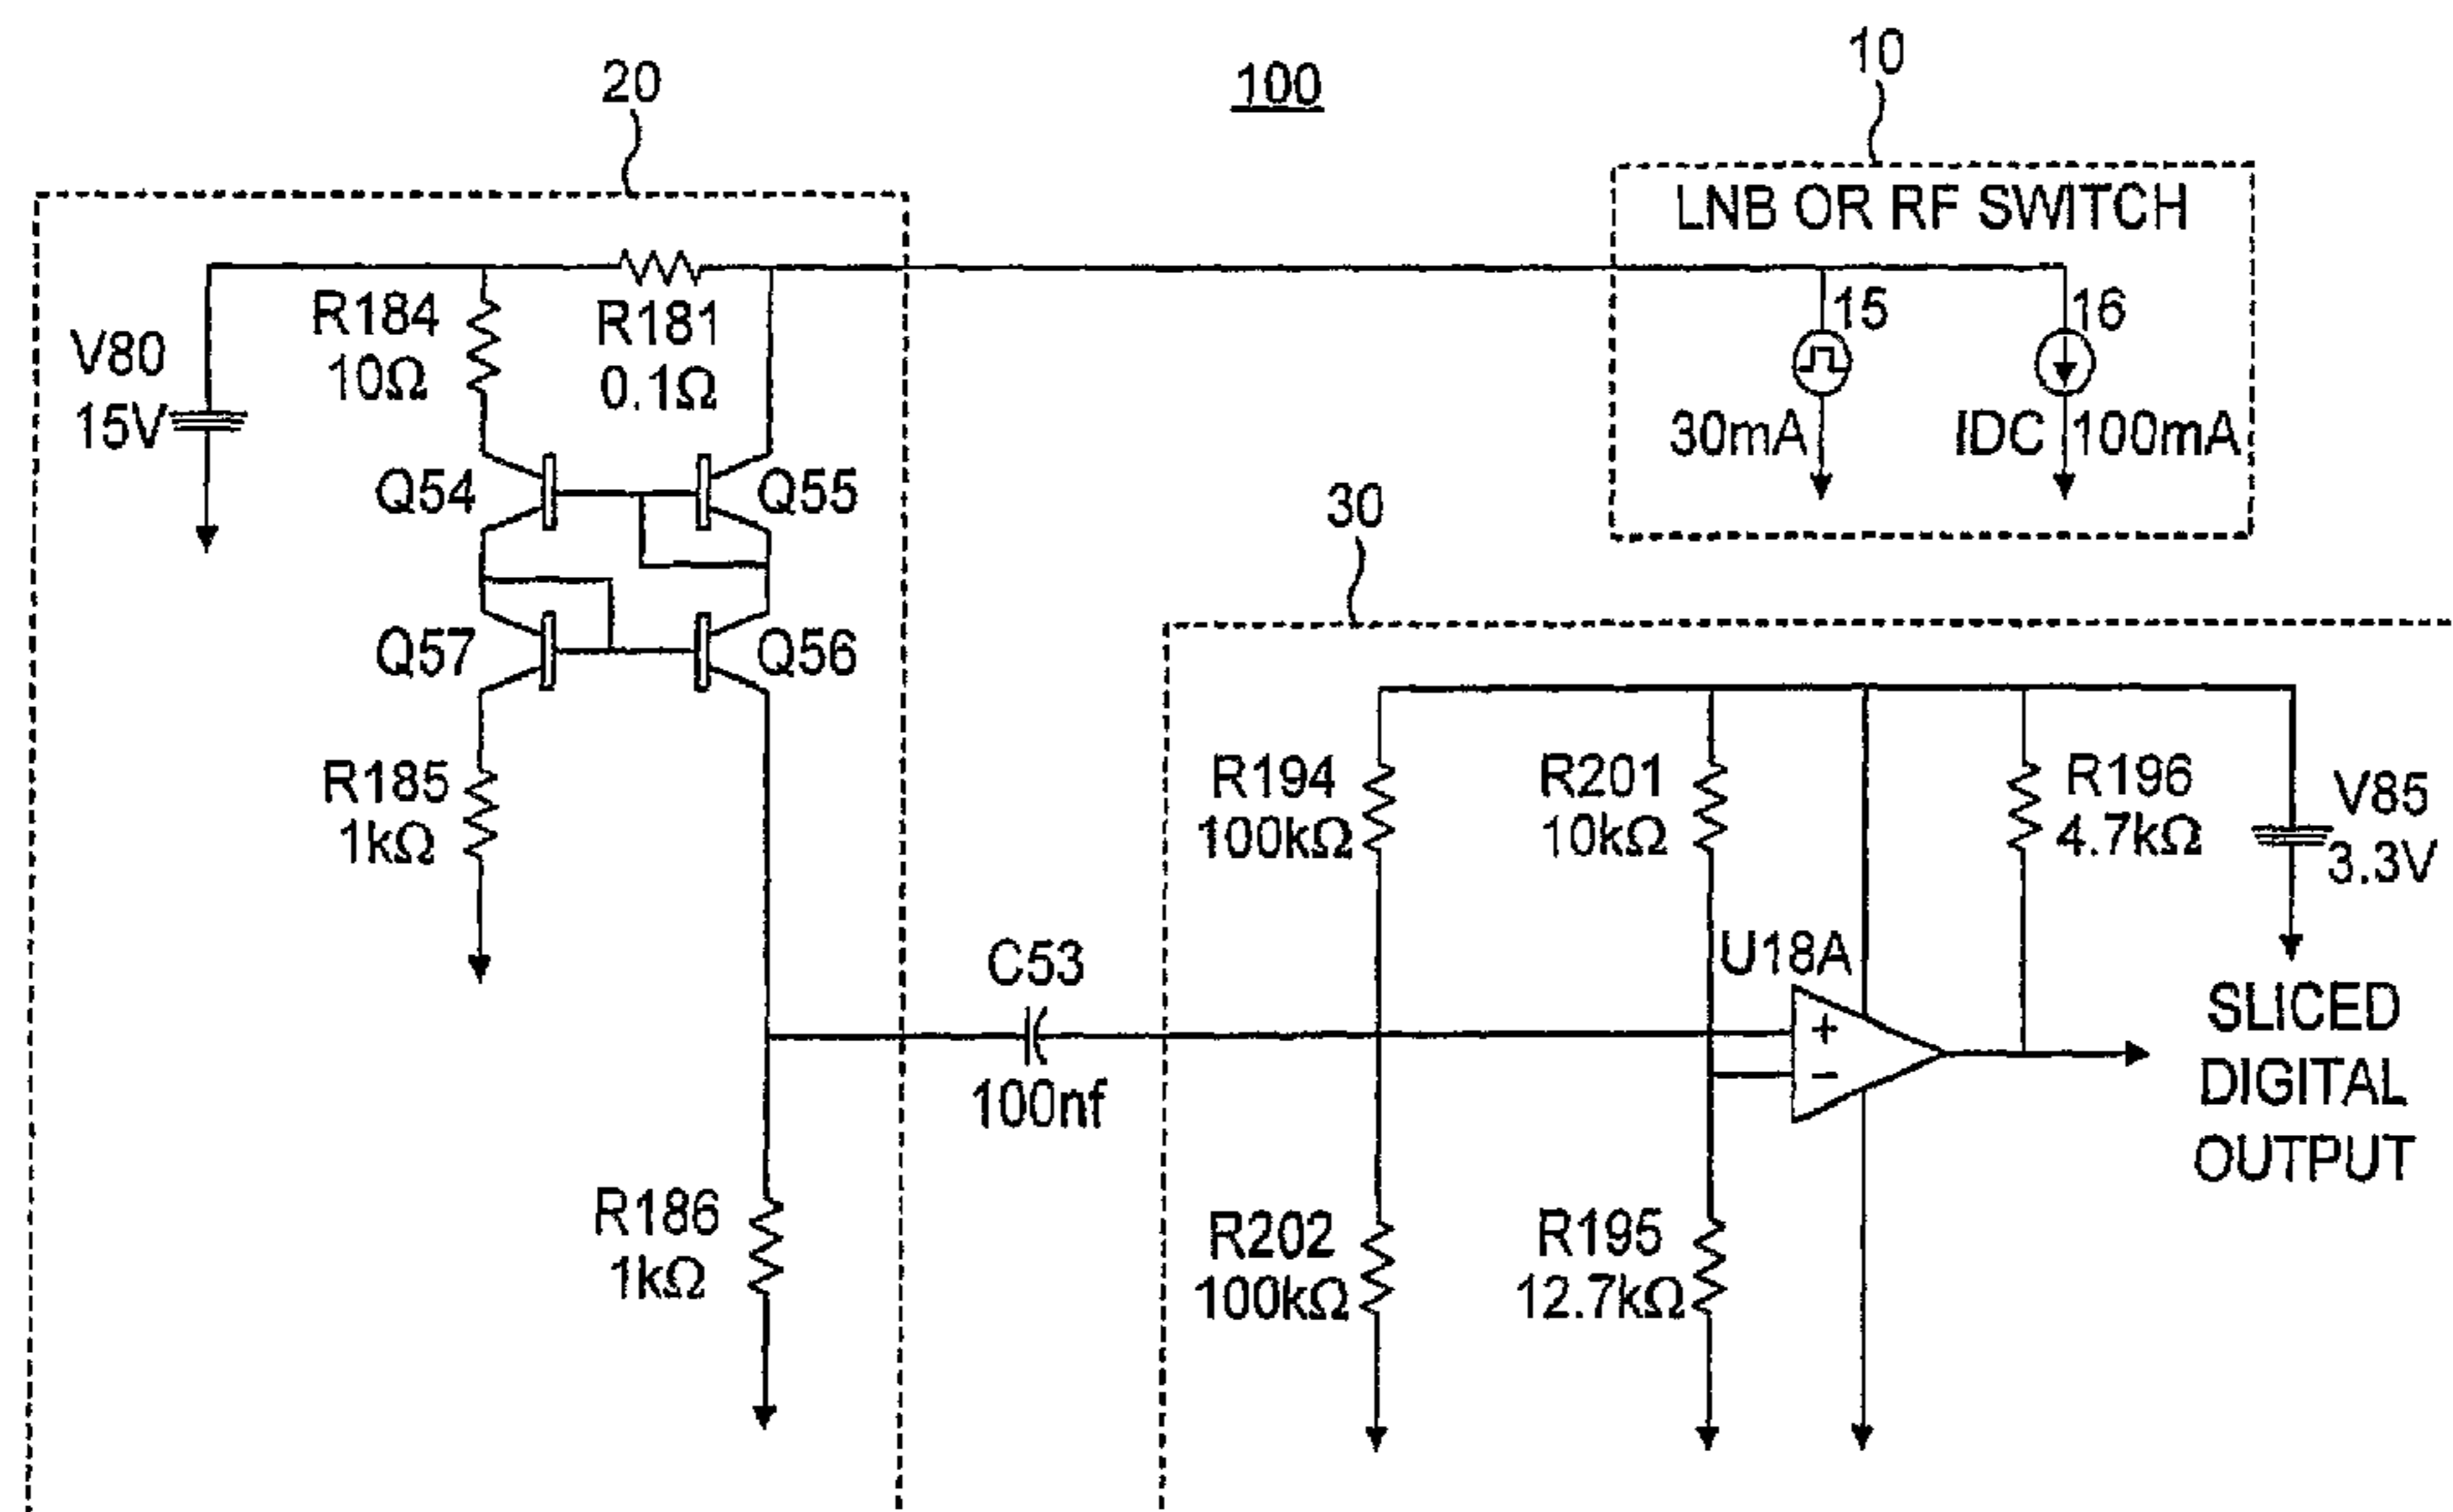 20
100
10
LNB OR RF SWITCH
R184
10Ω
R181
0.1Ω
V80
15V
15
16
30mA
IDC 100mA
Q54
Q55
30
Q57
Q56
R185
1kΩ
R194
100kΩ
R201
10kΩ
R196
4.7kΩ
V85
3.3V
C53
100nf
U18A
+
−
SLICED
DIGITAL
OUTPUT
R186
1kΩ
R202
100kΩ
R195
12.7kΩ